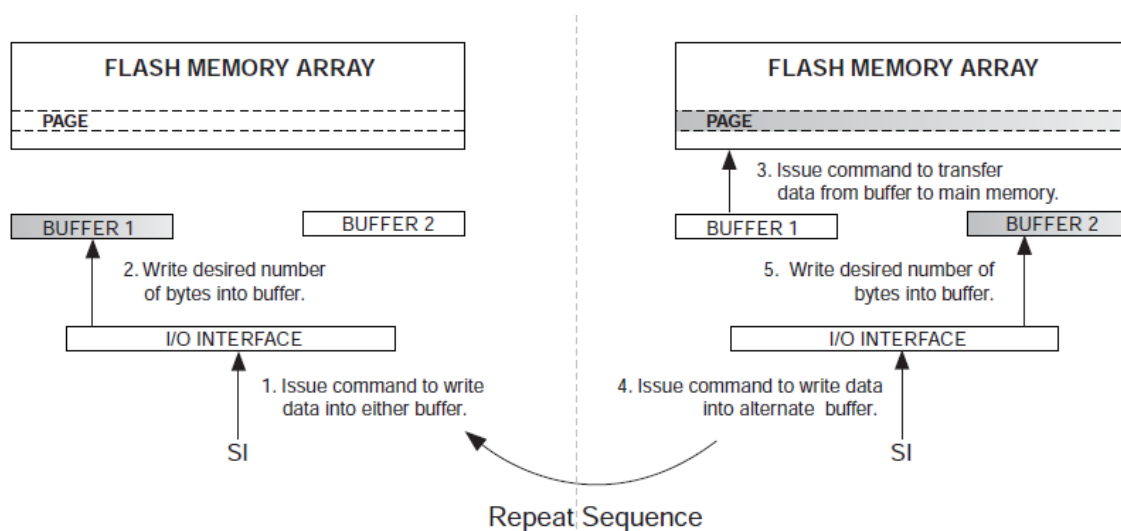 FLASH MEMORY ARRAY
PAGE
BUFFER 1
BUFFER 2
2. Write desired number
of bytes into buffer.
I/O INTERFACE
1. Issue command to write
data into either buffer.
SI
FLASH MEMORY ARRAY
PAGE
3. Issue command to transfer
data from buffer to main memory.
BUFFER 1
BUFFER 2
5. Write desired number of
bytes into buffer.
I/O INTERFACE
4. Issue command to write data
into alternate buffer.
SI
Repeat Sequence